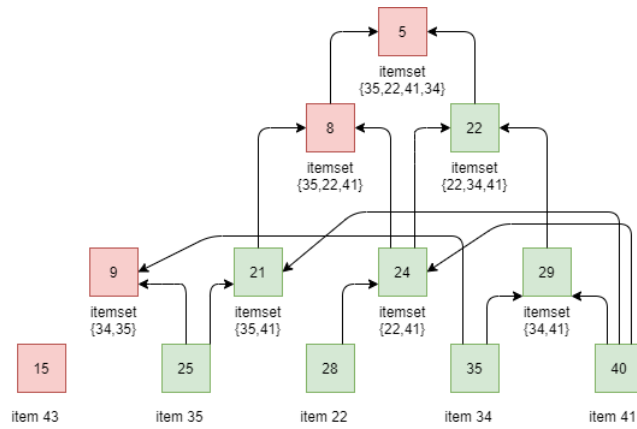 5
itemset
{35,22,41,34}
8
22
itemset
{35,22,41}
itemset
{22,34,41}
9
21
24
29
itemset
{34,35}
itemset
{35,41}
itemset
{22,41}
itemset
{34,41}
15
25
28
35
40
item 43
item 35
item 22
item 34
item 41